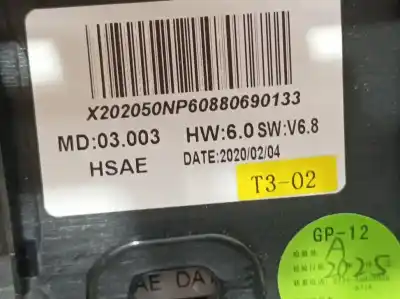 X202050NP60880690133
MD:03.003 HW:6.0 SW:V6.8
HSAE DATE:2020/02/04
T3-02
GP-12
A
2025
AE DAT